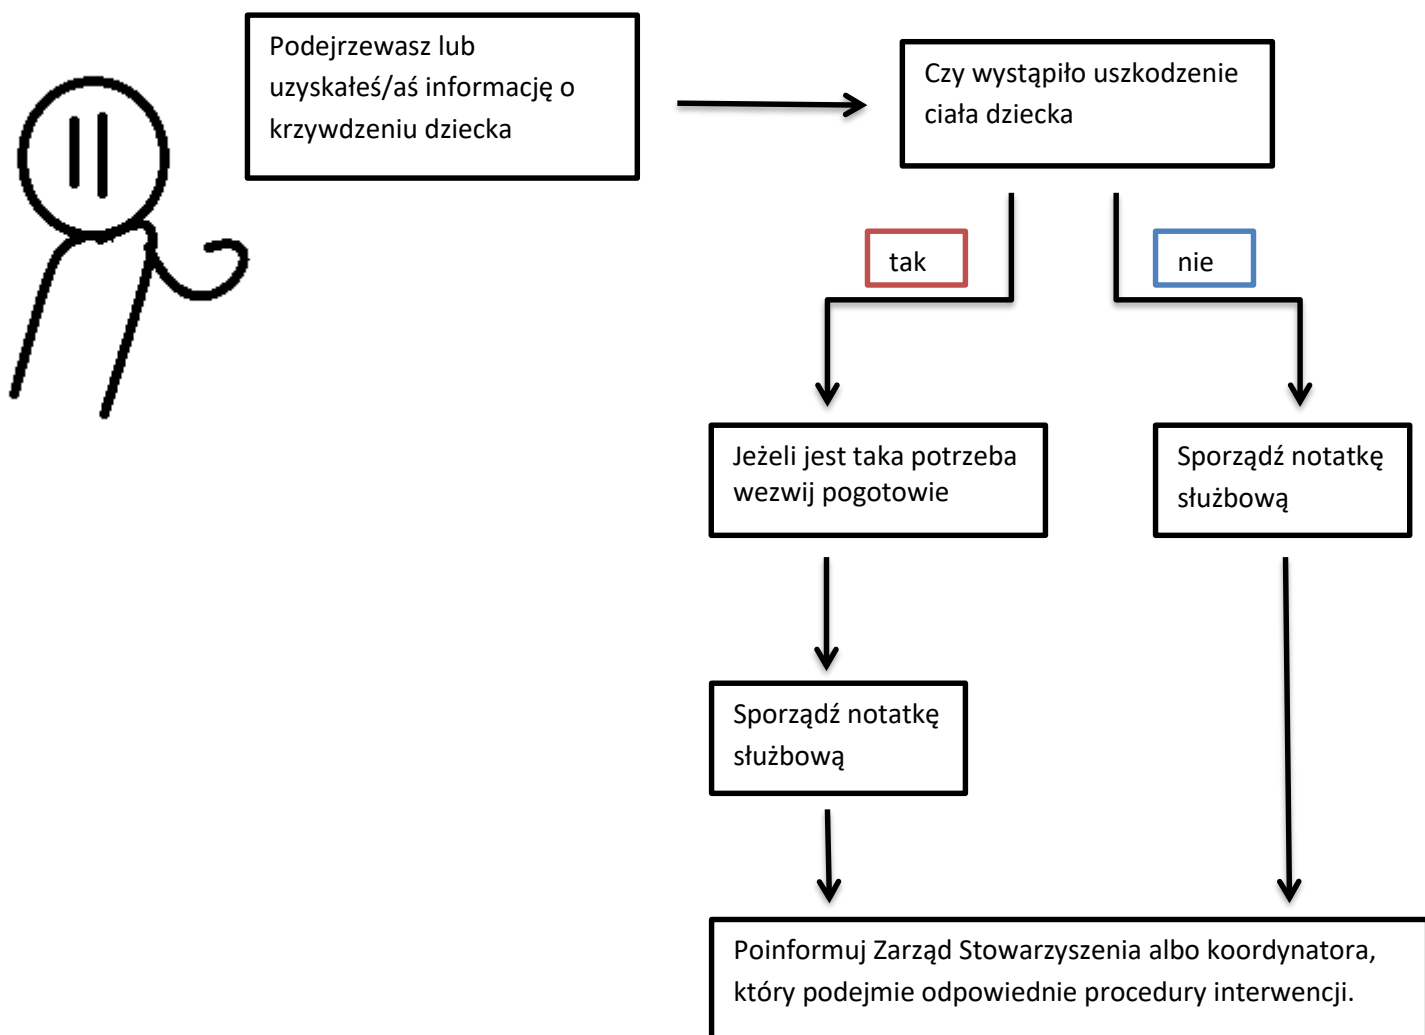 Podejrzewasz lub
uzyskałeś/aś informację o
krzywdzeniu dziecka
Czy wystąpiło uszkodzenie
ciała dziecka
tak
nie
Jeżeli jest taka potrzeba
wezwij pogotowie
Sporządź notatkę
służbową
Sporządź notatkę
służbową
Poinformuj Zarząd Stowarzyszenia albo koordynatora,
który podejmie odpowiednie procedury interwencji.